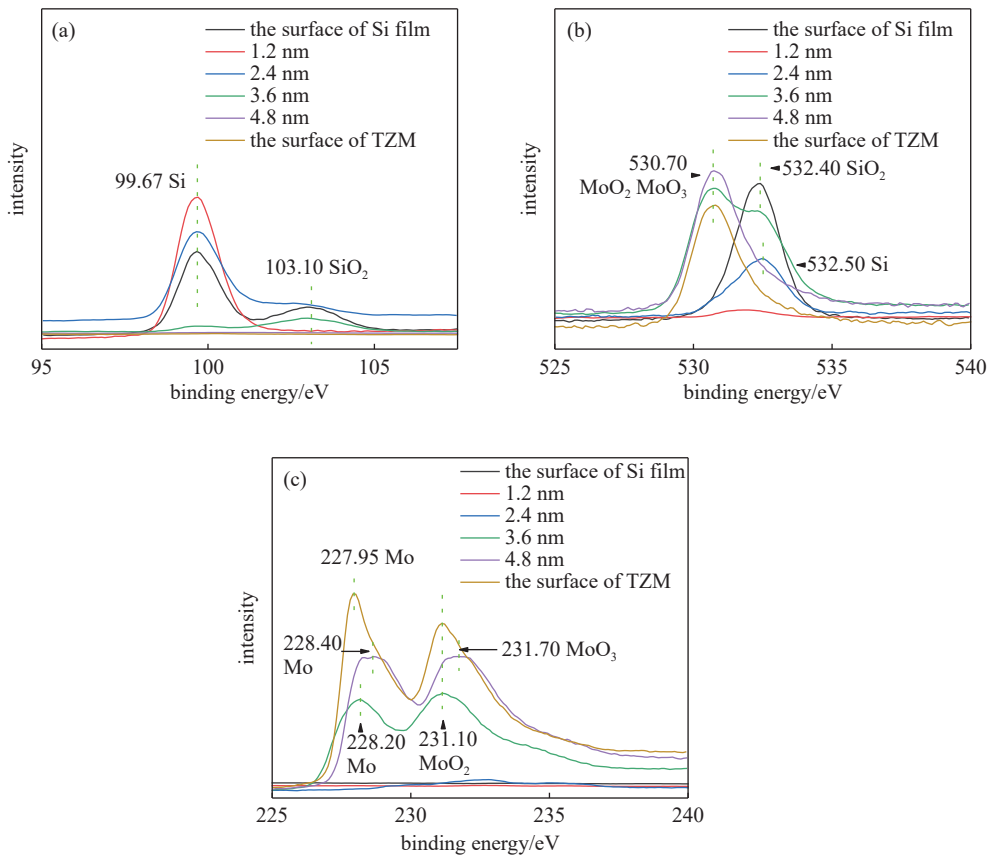 (a)
the surface of Si film
1.2 nm
2.4 nm
3.6 nm
4.8 nm
the surface of TZM
99.67 Si
103.10 SiO₂
intensity
95
100
105
binding energy/eV
(b)
the surface of Si film
1.2 nm
2.4 nm
3.6 nm
4.8 nm
the surface of TZM
530.70
MoO₂ MoO₃
532.40 SiO₂
532.50 Si
intensity
525
530
535
540
binding energy/eV
(c)
the surface of Si film
1.2 nm
2.4 nm
3.6 nm
4.8 nm
the surface of TZM
227.95 Mo
228.40
Mo
231.70 MoO₃
228.20
Mo
231.10
MoO₂
intensity
225
230
235
240
binding energy/eV